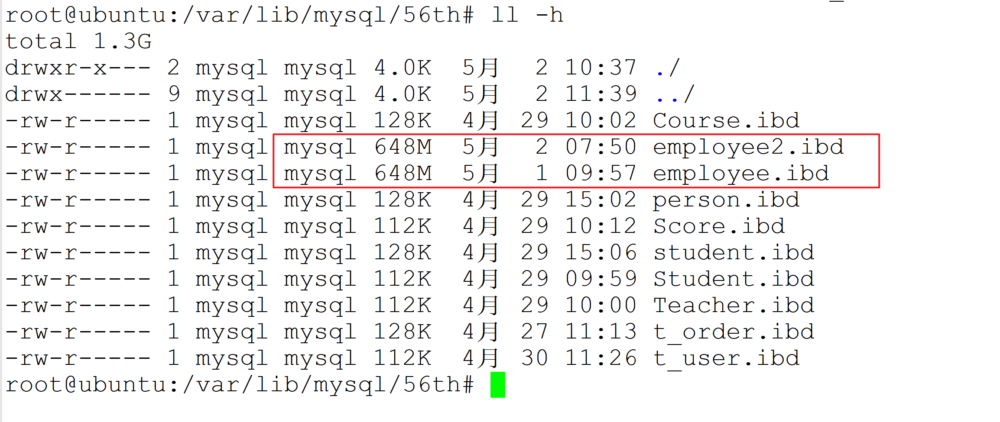 root@ubuntu:/var/lib/mysql/56th# ll -h
total 1.3G
drwxr-x--- 2 mysql mysql 4.0K  5月  2 10:37 ./
drwx------ 9 mysql mysql 4.0K  5月  2 11:39 ../
-rw-r----- 1 mysql mysql 128K  4月 29 10:02 Course.ibd
-rw-r----- 1 mysql mysql 648M  5月  2 07:50 employee2.ibd
-rw-r----- 1 mysql mysql 648M  5月  1 09:57 employee.ibd
-rw-r----- 1 mysql mysql 128K  4月 29 15:02 person.ibd
-rw-r----- 1 mysql mysql 112K  4月 29 10:12 Score.ibd
-rw-r----- 1 mysql mysql 128K  4月 29 15:06 student.ibd
-rw-r----- 1 mysql mysql 112K  4月 29 09:59 Student.ibd
-rw-r----- 1 mysql mysql 112K  4月 29 10:00 Teacher.ibd
-rw-r----- 1 mysql mysql 128K  4月 27 11:13 t_order.ibd
-rw-r----- 1 mysql mysql 112K  4月 30 11:26 t_user.ibd
root@ubuntu:/var/lib/mysql/56th#